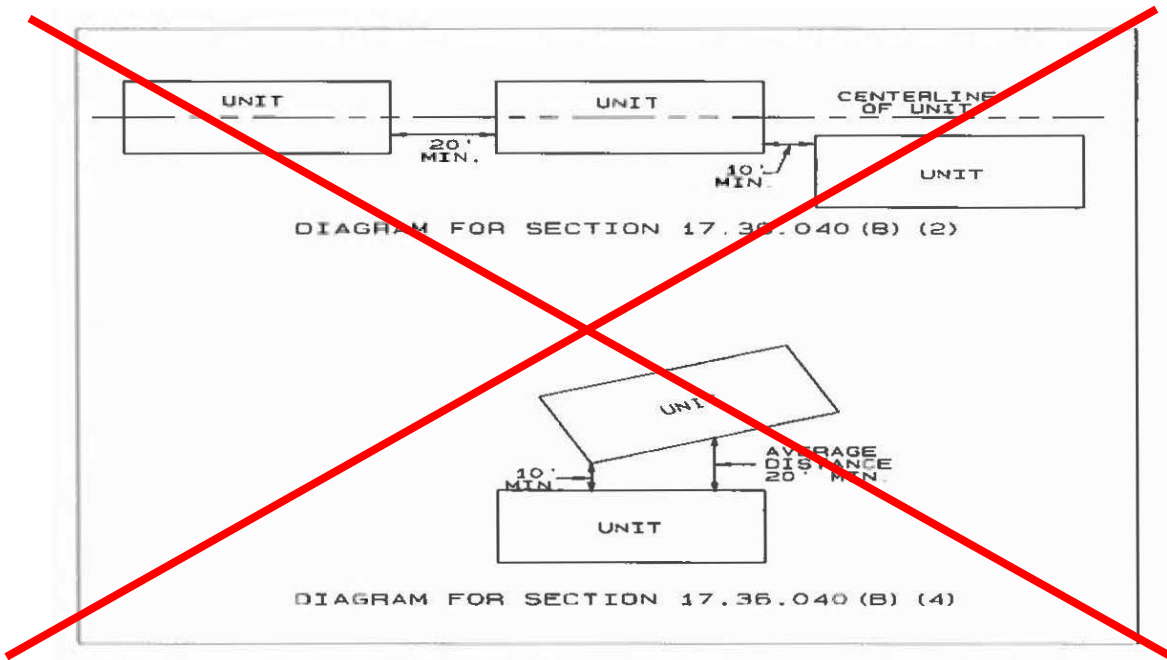 UNIT
UNIT
CENTERLINE
OF UNIT
20'
MIN.
10'
MIN.
UNIT
DIAGRAM FOR SECTION 17.36.040(B)(2)
UNIT
10'
MIN.
AVERAGE
DISTANCE
20' MIN.
UNIT
DIAGRAM FOR SECTION 17.36.040(B)(4)